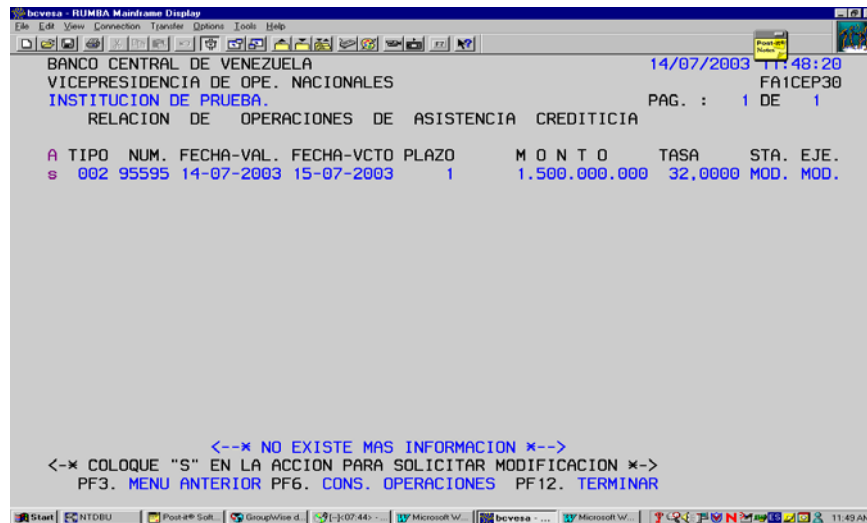 bcvesa - RUMBA Mainframe Display
File Edit View Connection Transfer Options Tools Help
Post-it® Notes
BANCO CENTRAL DE VENEZUELA 14/07/2003 11:48:20
VICEPRESIDENCIA DE OPE. NACIONALES FA1CEP30
INSTITUCION DE PRUEBA. PAG. : 1 DE 1
RELACION DE OPERACIONES DE ASISTENCIA CREDITICIA
A TIPO NUM. FECHA-VAL. FECHA-VCTO PLAZO M O N T O TASA STA. EJE.
s 002 95595 14-07-2003 15-07-2003 1 1.500.000.000 32,0000 MOD. MOD.
<--* NO EXISTE MAS INFORMACION *-->
<-* COLOQUE "S" EN LA ACCION PARA SOLICITAR MODIFICACION *->
PF3. MENU ANTERIOR PF6. CONS. OPERACIONES PF12. TERMINAR
Start NTDBU Post-it® Soft... GroupWise d... {--}<07:44> -... Microsoft W... bcvesa - ... Microsoft W... 11:49 AM